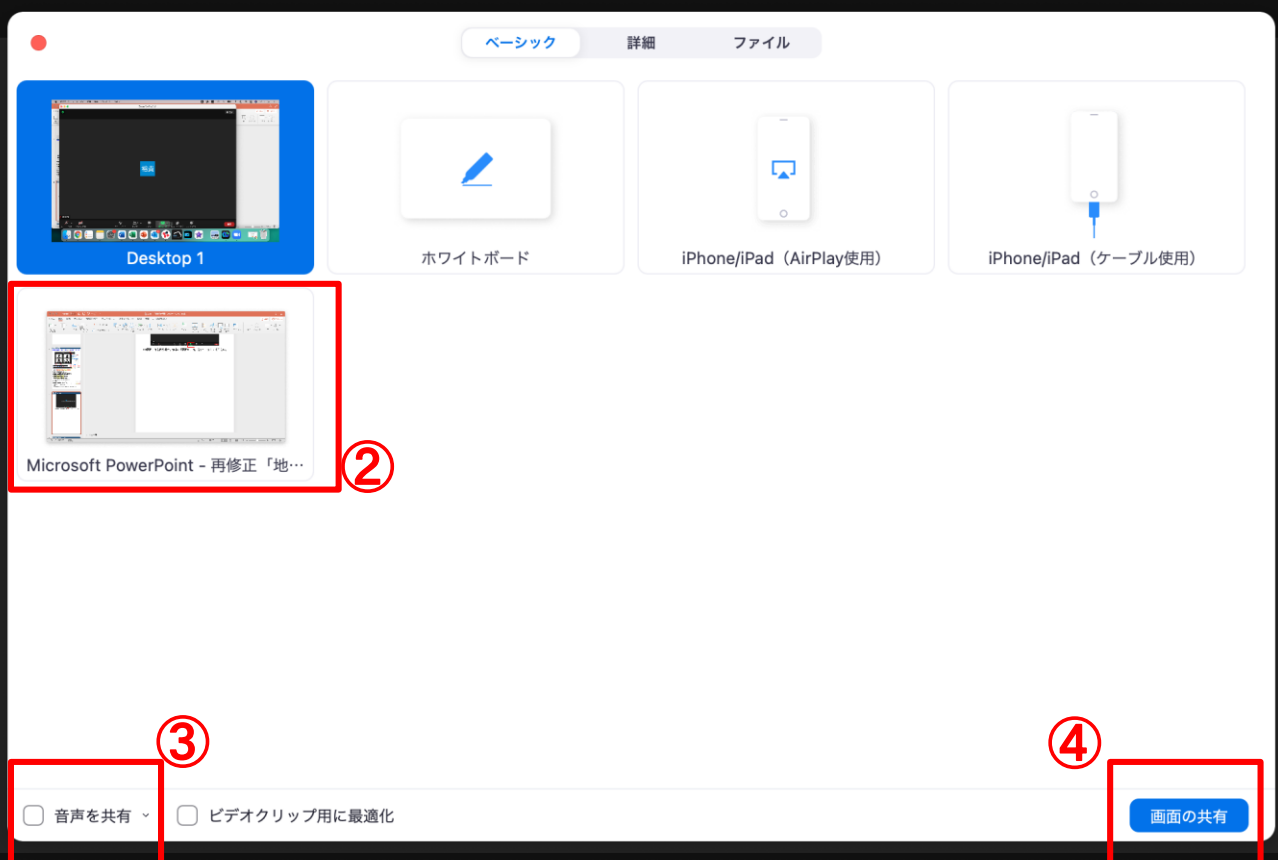 ベーシック 詳細 ファイル
Desktop 1
ホワイトボード
iPhone/iPad（AirPlay使用）
iPhone/iPad（ケーブル使用）
Microsoft PowerPoint - 再修正「地…
②
③
④
音声を共有
ビデオクリップ用に最適化
画面の共有